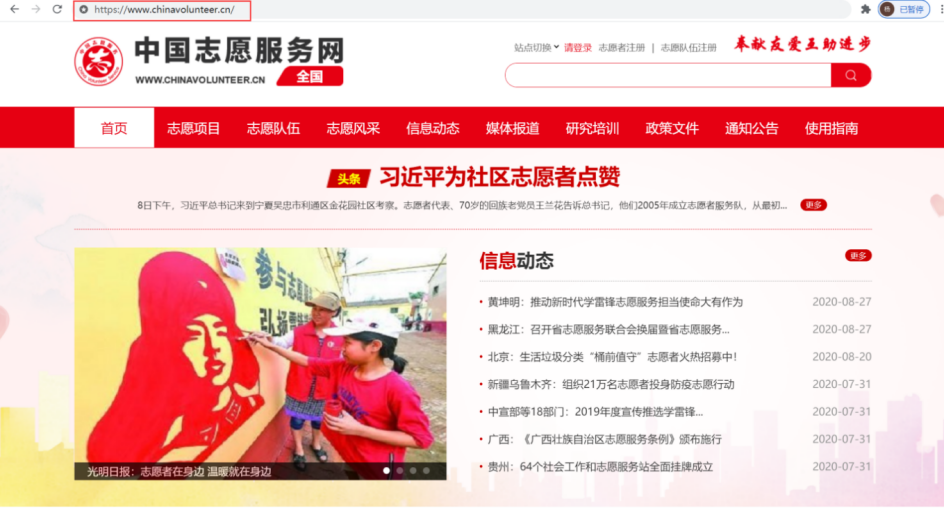 https://www.chinavolunteer.cn/
已暂停
中国志愿服务网
WWW.CHINAVOLUNTEER.CN
全国
站点切换 请登录 志愿者注册 | 志愿队伍注册
奉献友爱互助进步
首页 志愿项目 志愿队伍 志愿风采 信息动态 媒体报道 研究培训 政策文件 通知公告 使用指南
头条 习近平为社区志愿者点赞
8日下午，习近平总书记来到宁夏吴忠市利通区金花园社区考察。志愿者代表、70岁的回族老党员王兰花告诉总书记，他们2005年成立志愿者服务队，从最初... 更多
参与志愿
弘扬雷锋
光明日报：志愿者在身边 温暖就在身边
信息动态 更多
黄坤明：推动新时代学雷锋志愿服务担当使命大有作为 2020-08-27
黑龙江：召开省志愿服务联合会换届暨省志愿服务... 2020-08-27
北京：生活垃圾分类“桶前值守”志愿者火热招募中！ 2020-08-20
新疆乌鲁木齐：组织21万名志愿者投身防疫志愿行动 2020-07-31
中宣部等18部门：2019年度宣传推选学雷锋... 2020-07-31
广西：《广西壮族自治区志愿服务条例》颁布施行 2020-07-31
贵州：64个社会工作和志愿服务站全面挂牌成立 2020-07-31